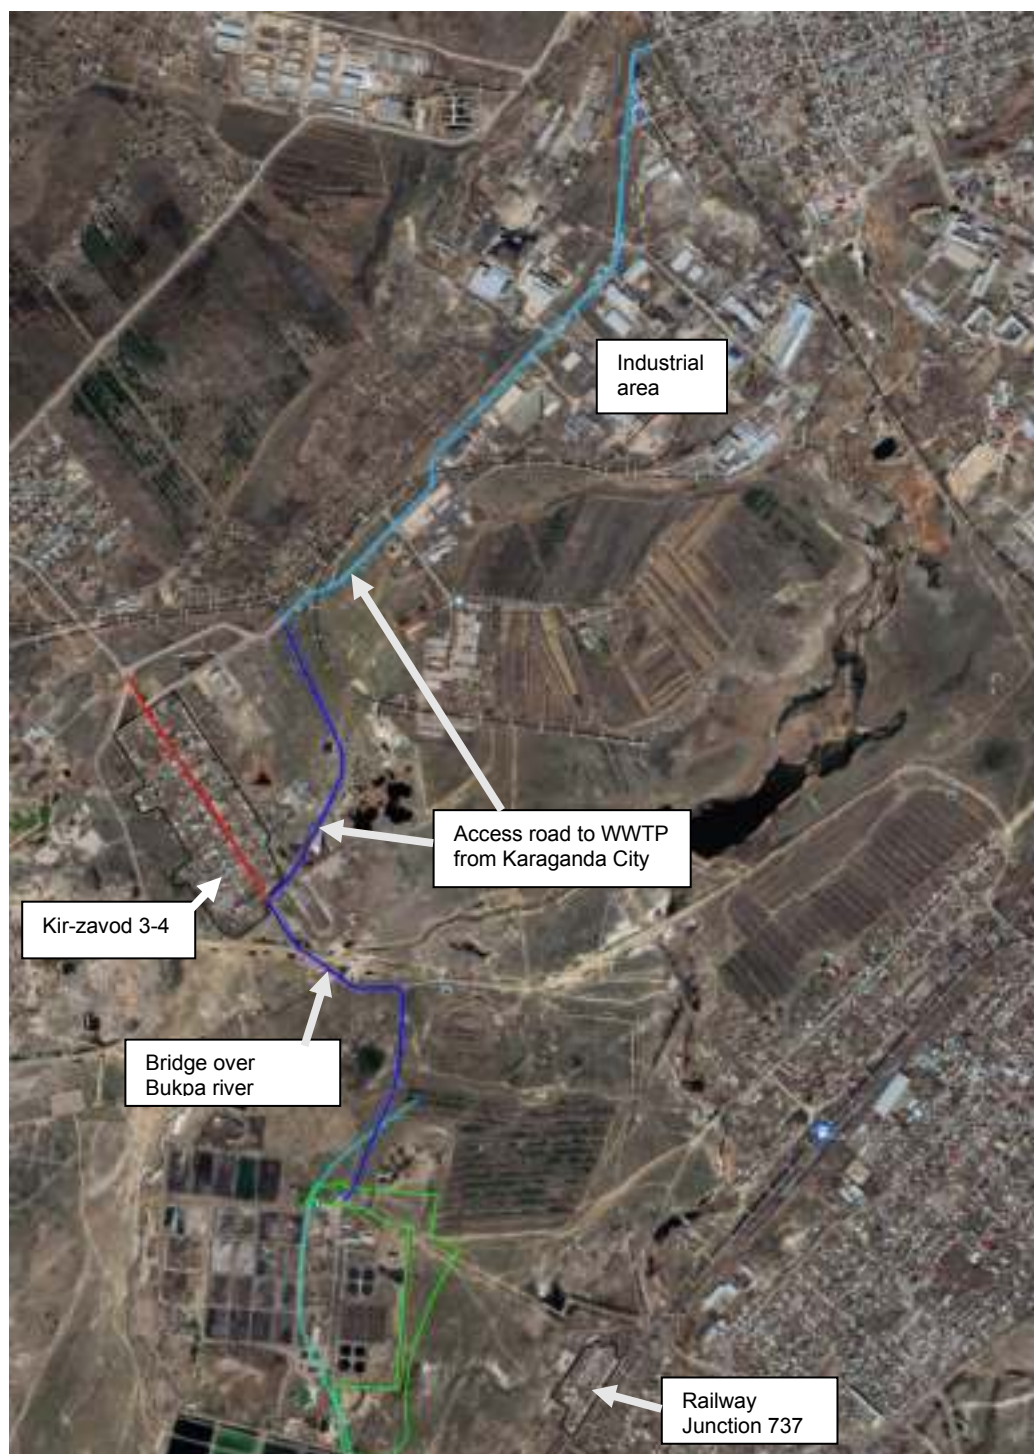 Industrial
area
Access road to WWTP
from Karaganda City
Kir-zavod 3-4
Bridge over
Bukpa river
Railway
Junction 737